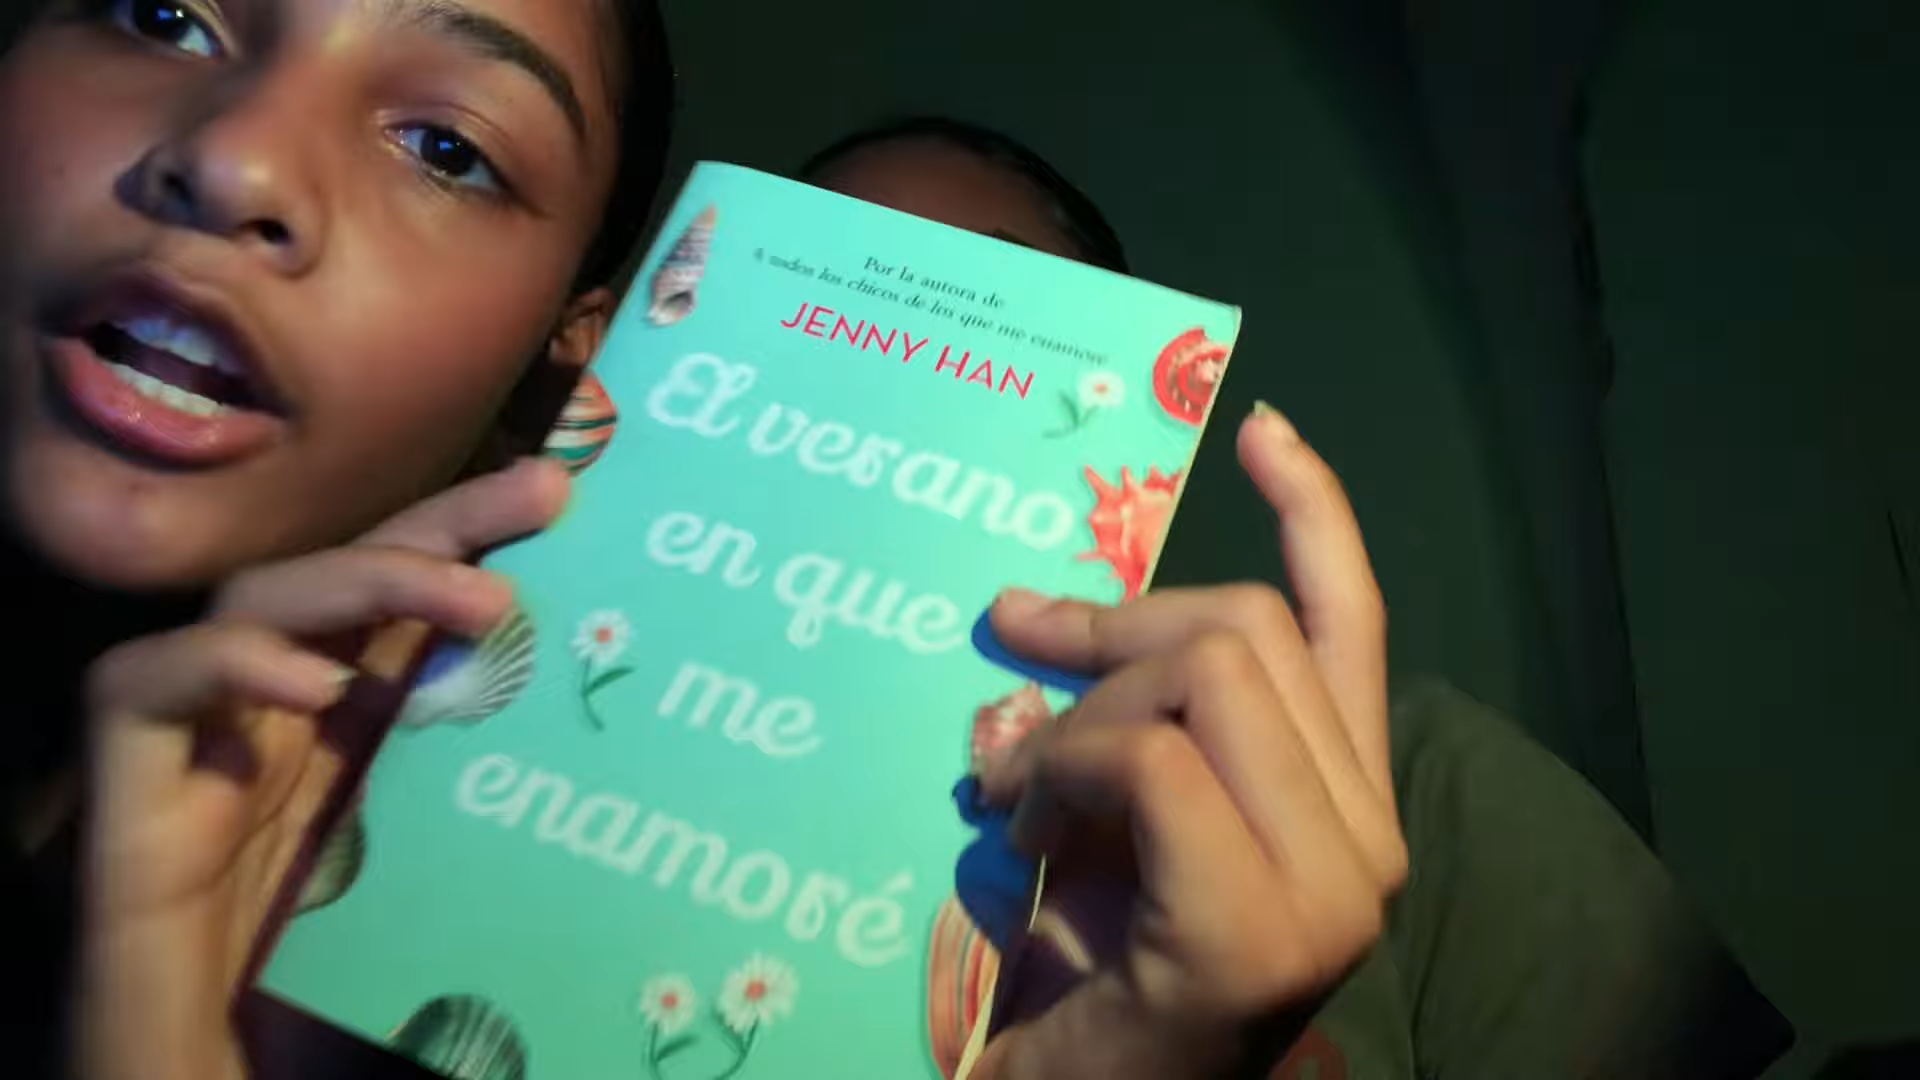 Por la autora de
A todos los chicos de los que me enamoré
JENNY HAN
El verano
en que
me
enamoré